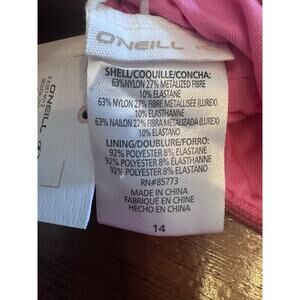 O'NEILL
SHELL/COQUILLE/CONCHA:
63%NYLON 27% METALIZED FIBRE
10% ELASTANE
63%NYLON 27% FIBRE METALLISÉE (LUREX)
10% ELASTHANNE
63% NAILON 27% FIBRA METALIZADA (LUREX)
10% ELASTANO
LINING/DOUBLURE/FORRO:
92% POLYESTER 8% ELASTANE
92% POLYESTER 8% ELASTHANNE
92% POLYESTER 8% ELASTANO
RN#85773
MADE IN CHINA
FABRIQUÉ EN CHINE
HECHO EN CHINA
14
O'NEILL